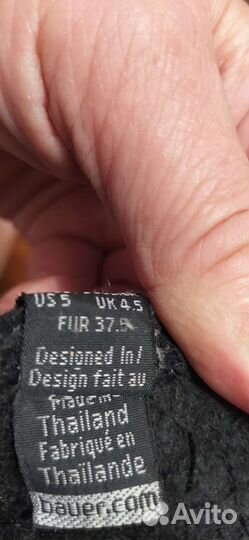 US 5 UK 4.5
EUR 37.5
Designed In/
Design fait au
Thailand
Fabriqué en
Thaïlande
bauer.com
Avito